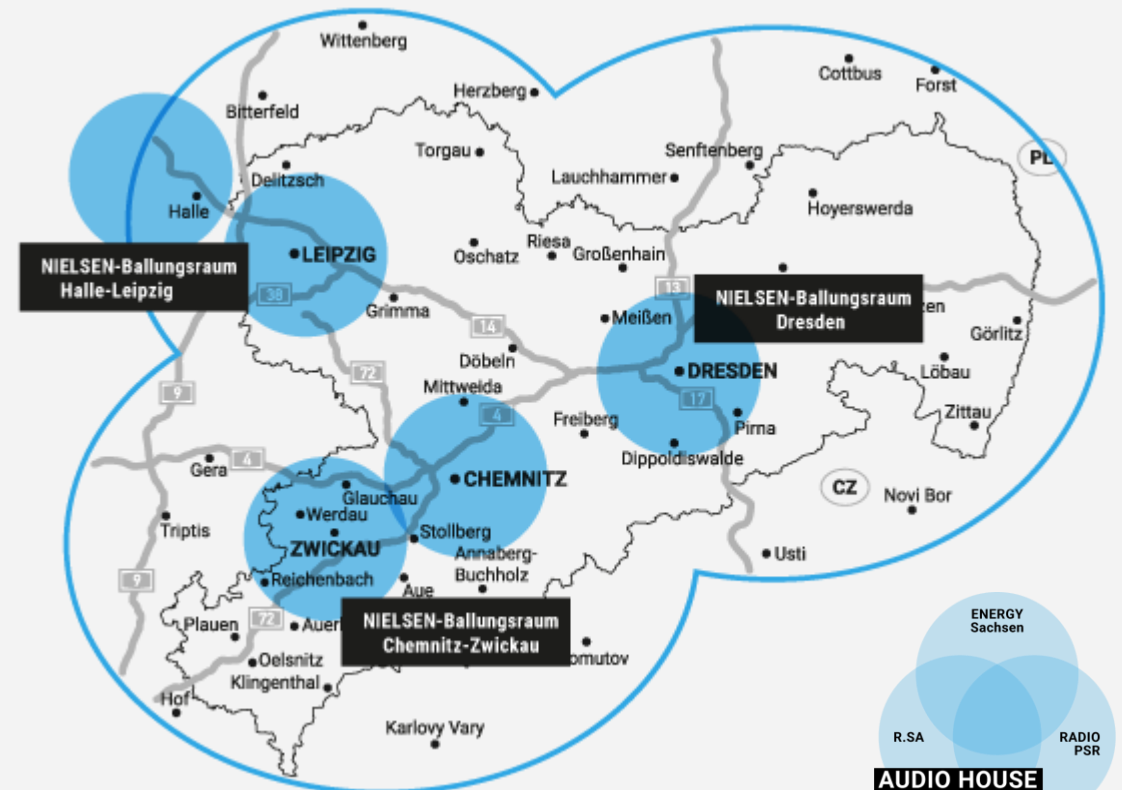 Wittenberg
Cottbus
Forst
Herzberg
Bitterfeld
Torgau
Senftenberg
PL
Delitzsch
Lauchhammer
Halle
Hoyerswerda
LEIPZIG
Oschatz
Riesa
Großenhain
NIELSEN-Ballungsraum
Halle-Leipzig
38
13
NIELSEN-Ballungsraum
Dresden
zen
Grimma
Meißen
14
Görlitz
Döbeln
72
DRESDEN
Löbau
9
Mittweida
4
17
Freiberg
Pirna
Zittau
Dippoldiswalde
Gera
4
CHEMNITZ
CZ
Glauchau
Novi Bor
Werdau
Triptis
Stollberg
ZWICKAU
Annaberg-
Buchholz
Usti
9
Reichenbach
Aue
72
NIELSEN-Ballungsraum
Chemnitz-Zwickau
Plauen
Auer
omutov
Oelsnitz
Klingenthal
Hof
Karlovy Vary
ENERGY
Sachsen
R.SA
RADIO
PSR
AUDIO HOUSE